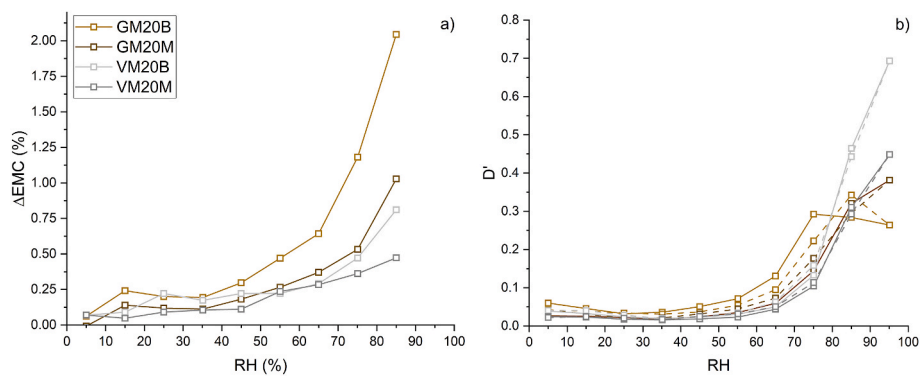 GM20B
GM20M
VM20B
VM20M
a)
2.00
1.75
1.50
1.25
1.00
0.75
0.50
0.25
0.00
ΔEMC (%)
0 10 20 30 40 50 60 70 80 90 100
RH (%)
b)
0.8
0.7
0.6
0.5
0.4
0.3
0.2
0.1
0.0
D'
0 10 20 30 40 50 60 70 80 90 100
RH